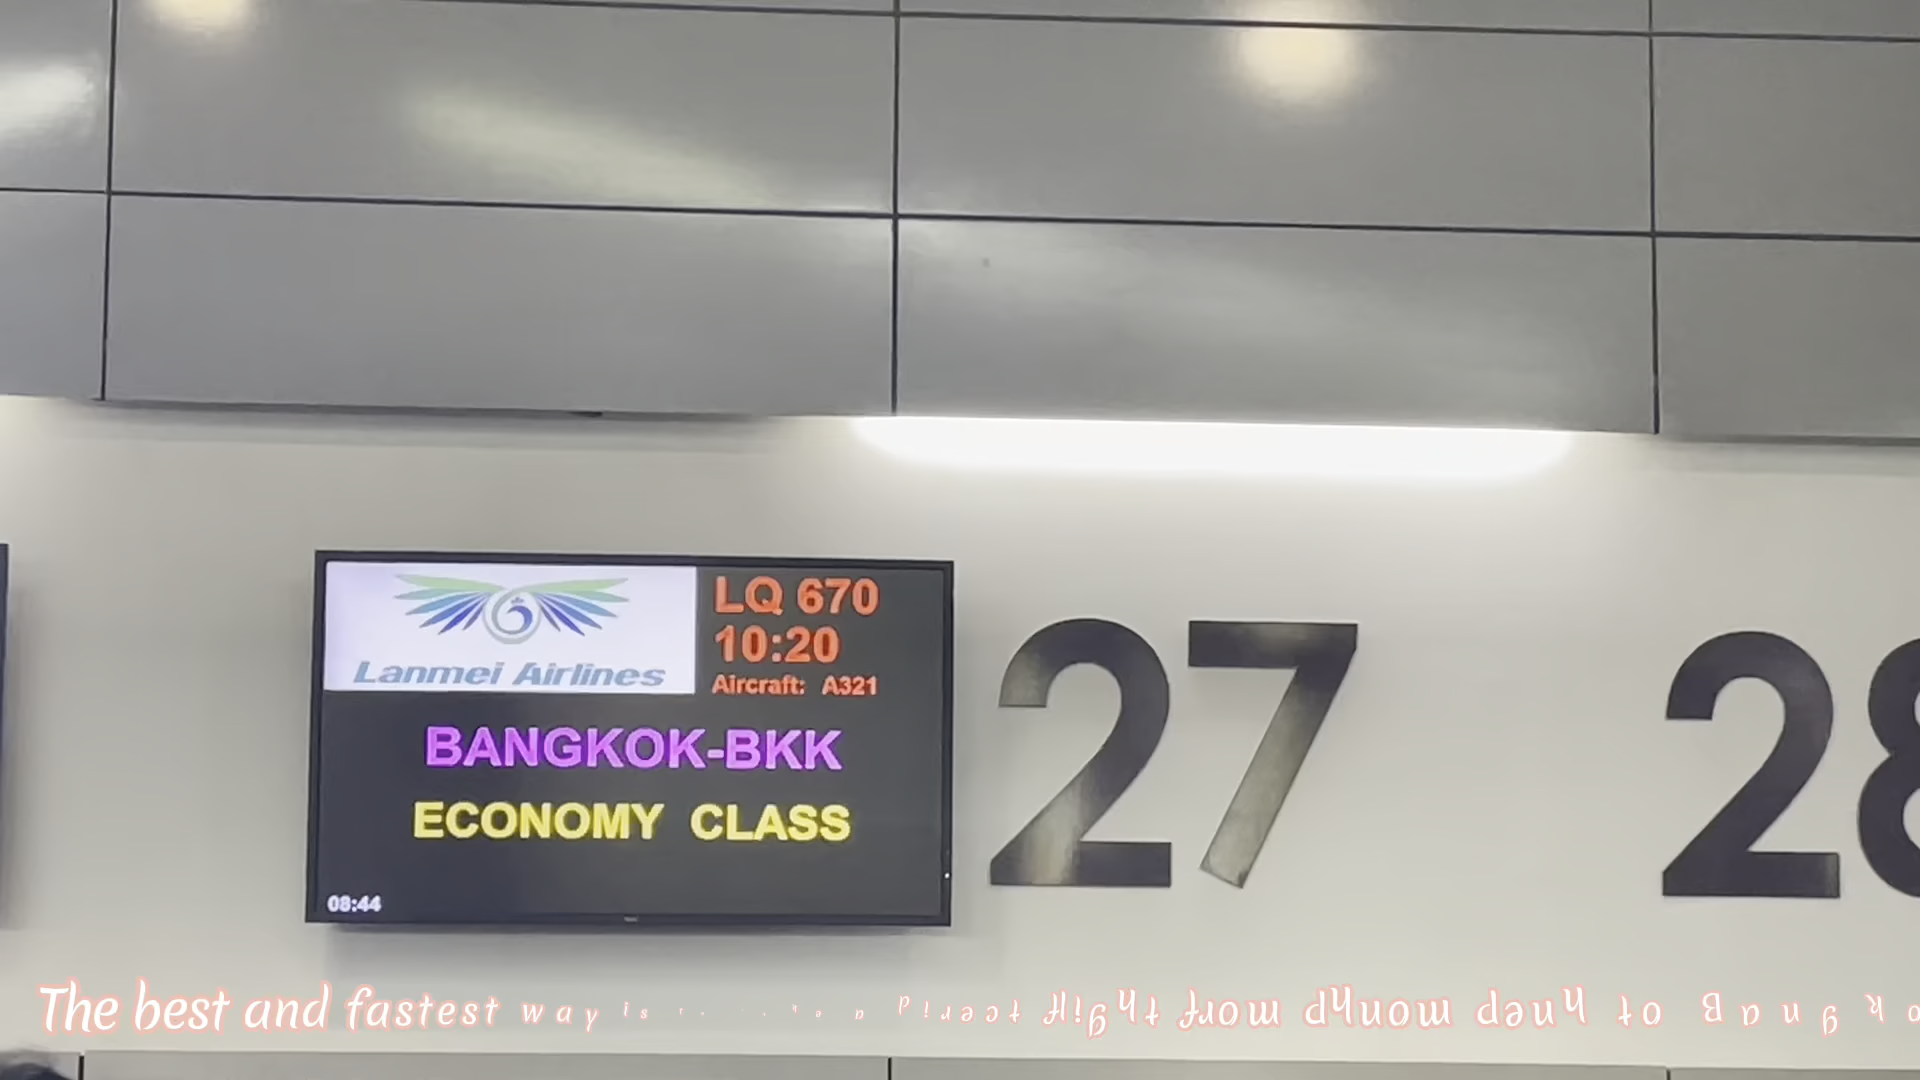 Lanmei Airlines
LQ 670
10:20
Aircraft: A321
BANGKOK-BKK
ECONOMY CLASS
08:44
27
28
The best and fastest way is